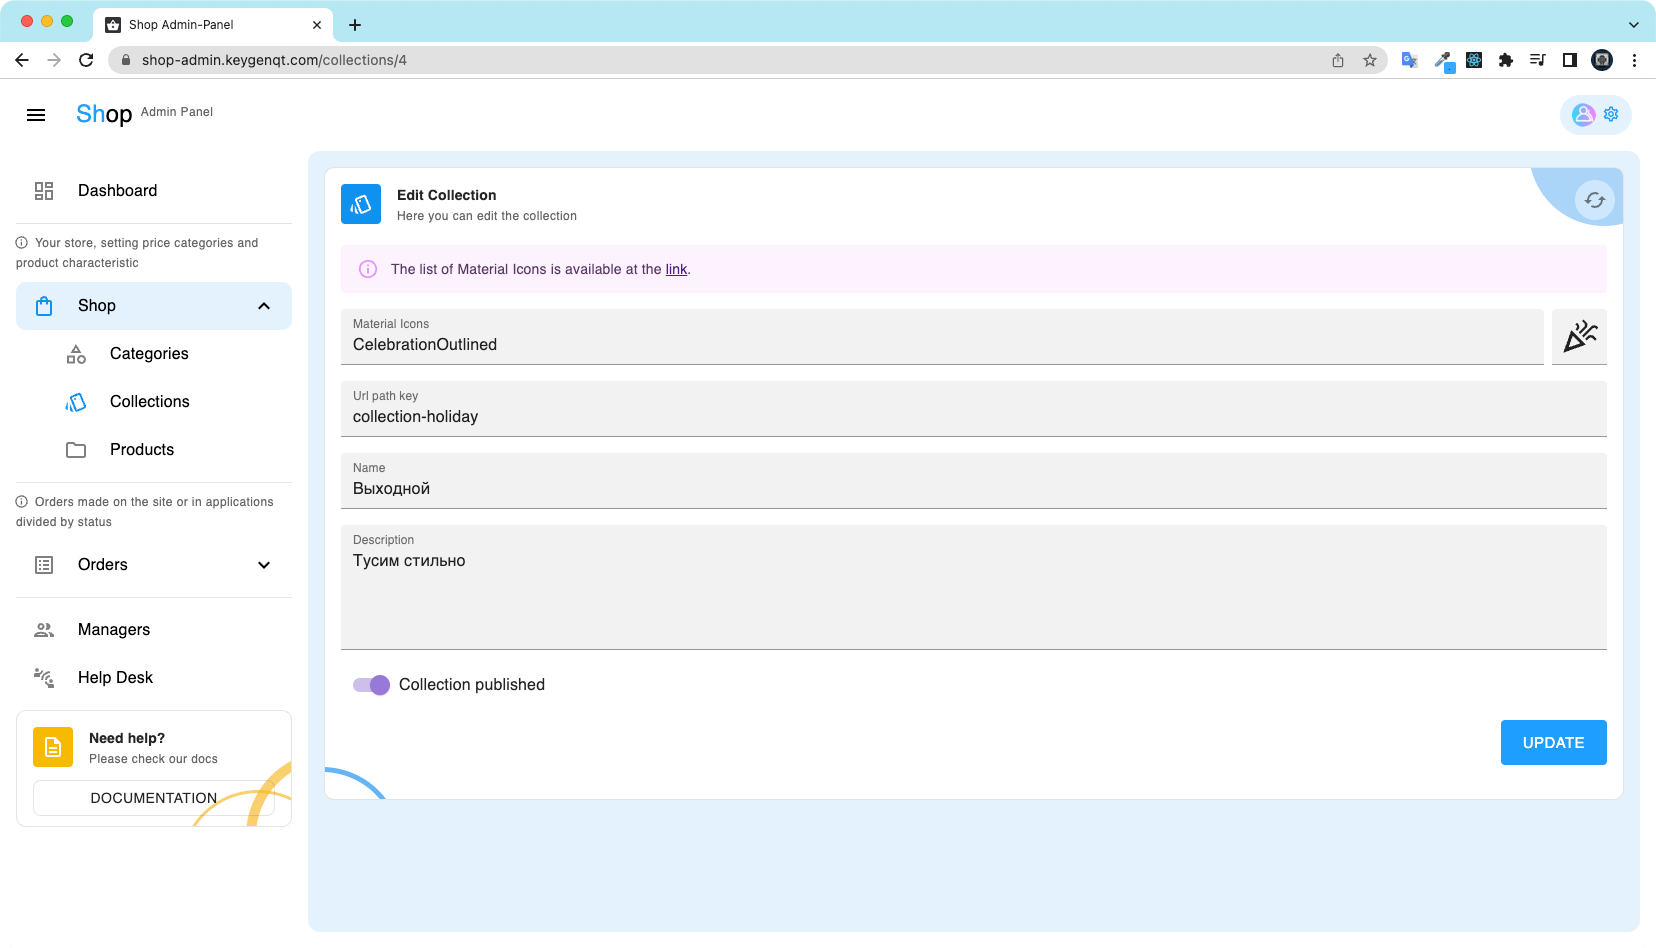 Shop Admin-Panel
shop-admin.keygenqt.com/collections/4
Shop Admin Panel
Dashboard
Your store, setting price categories and
product characteristic
Shop
Categories
Collections
Products
Orders made on the site or in applications
divided by status
Orders
Managers
Help Desk
Need help?
Please check our docs
DOCUMENTATION
Edit Collection
Here you can edit the collection
The list of Material Icons is available at the link.
Material Icons
CelebrationOutlined
Url path key
collection-holiday
Name
Выходной
Description
Тусим стильно
Collection published
UPDATE